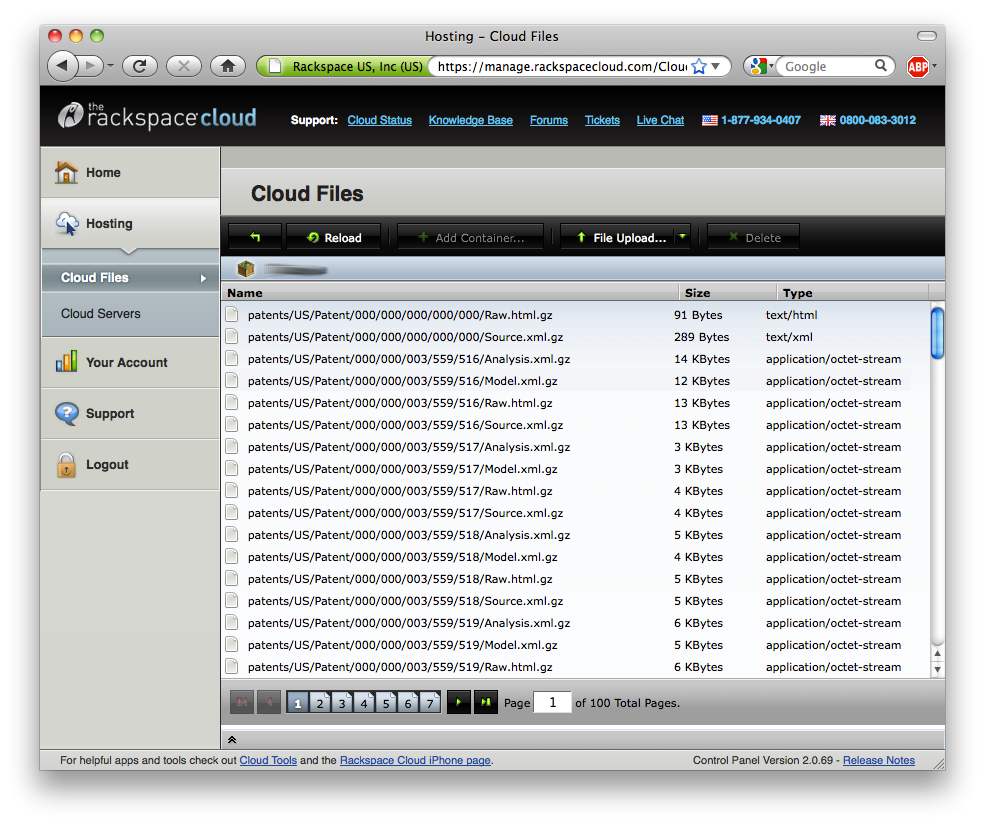 Hosting – Cloud Files
Rackspace US, Inc (US) https://manage.rackspacecloud.com/Clou Google ABP
the rackspacecloud Support: Cloud Status Knowledge Base Forums Tickets Live Chat 1-877-934-0407 0800-083-3012
Home
Hosting
Cloud Files
Cloud Servers
Your Account
Support
Logout
Cloud Files
Reload Add Container... File Upload... Delete
Name Size Type
patents/US/Patent/000/000/000/000/000/Raw.html.gz 91 Bytes text/html
patents/US/Patent/000/000/000/000/000/Source.xml.gz 289 Bytes text/xml
patents/US/Patent/000/000/003/559/516/Analysis.xml.gz 14 KBytes application/octet-stream
patents/US/Patent/000/000/003/559/516/Model.xml.gz 12 KBytes application/octet-stream
patents/US/Patent/000/000/003/559/516/Raw.html.gz 13 KBytes application/octet-stream
patents/US/Patent/000/000/003/559/516/Source.xml.gz 13 KBytes application/octet-stream
patents/US/Patent/000/000/003/559/517/Analysis.xml.gz 3 KBytes application/octet-stream
patents/US/Patent/000/000/003/559/517/Model.xml.gz 3 KBytes application/octet-stream
patents/US/Patent/000/000/003/559/517/Raw.html.gz 4 KBytes application/octet-stream
patents/US/Patent/000/000/003/559/517/Source.xml.gz 4 KBytes application/octet-stream
patents/US/Patent/000/000/003/559/518/Analysis.xml.gz 5 KBytes application/octet-stream
patents/US/Patent/000/000/003/559/518/Model.xml.gz 4 KBytes application/octet-stream
patents/US/Patent/000/000/003/559/518/Raw.html.gz 5 KBytes application/octet-stream
patents/US/Patent/000/000/003/559/518/Source.xml.gz 5 KBytes application/octet-stream
patents/US/Patent/000/000/003/559/519/Analysis.xml.gz 6 KBytes application/octet-stream
patents/US/Patent/000/000/003/559/519/Model.xml.gz 5 KBytes application/octet-stream
patents/US/Patent/000/000/003/559/519/Raw.html.gz 6 KBytes application/octet-stream
1 2 3 4 5 6 7 Page 1 of 100 Total Pages.
For helpful apps and tools check out Cloud Tools and the Rackspace Cloud iPhone page. Control Panel Version 2.0.69 - Release Notes